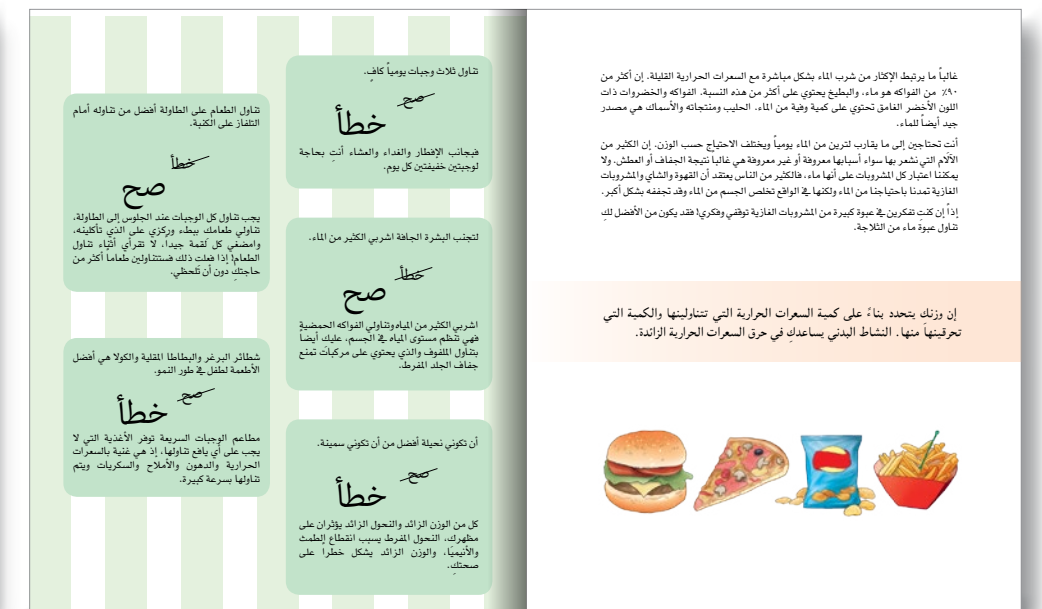 غالباً ما يرتبط الإكثار من شرب الماء بشكل مباشرة مع السعرات الحرارية القليلة. إن أكثر من
٩٠٪ من الفواكه هو ماء، والبطيخ يحتوي على أكثر من هذه النسبة. الفواكه والخضروات ذات
اللون الأخضر الغامق تحتوي على كمية وفية من الماء. الحليب ومنتجاته والأسماك هي مصدر
جيد أيضاً للماء.
أنت تحتاجين إلى ما يقارب لترين من الماء يومياً ويختلف الاحتياج حسب الوزن. إن الكثير من
الآلام التي نشعر بها سواء أسبابها معروفة أو غير معروفة هي غالباً نتيجة الجفاف أو العطش. ولا
يمكننا اعتبار كل المشروبات على أنها ماء، فالكثير من الناس يعتقد أن القهوة والشاي والمشروبات
الغازية تمدنا باحتياجنا من الماء ولكنها في الواقع تخلص الجسم من الماء وقد تجففه بشكل أكبر.
إذاً إن كنتِ تفكرين في عبوة كبيرة من المشروبات الغازية توقفي وفكري! فقد يكون من الأفضل لكِ
تناول عبوة ماء من الثلاجة.
إن وزنكِ يتحدد بناءً على كمية السعرات الحرارية التي تتناولينها والكمية التي
تحرقينها منها. النشاط البدني يساعدكِ في حرق السعرات الحرارية الزائدة.
تناول ثلاث وجبات يومياً كافٍ.
صح
خطأ
فبجانب الإفطار والغداء والعشاء أنتِ بحاجة
لوجبتين خفيفتين كل يوم.
لتجنب البشرة الجافة اشربي الكثير من الماء.
خطأ
صح
اشربي الكثير من المياه وتناولي الفواكه الحمضية
فهي تنظم مستوى المياه في الجسم، عليك أيضاً
بتناول الملفوف والذي يحتوي على مركبات تمنع
جفاف الجلد المفرط.
أن تكوني نحيلة أفضل من أن تكوني سمينة.
صح
خطأ
كل من الوزن الزائد والنحول الزائد يؤثران على
مظهرك، النحول المفرط يسبب انقطاع الطمث
والأنيميا، والوزن الزائد يشكل خطراً على
صحتكِ.
تناول الطعام على الطاولة أفضل من تناوله أمام
التلفاز على الكنبة.
خطأ
صح
يجب تناول كل الوجبات عند الجلوس إلى الطاولة،
تناولي طعامكِ ببطء وركزي على الذي تأكلينه،
وامضغي كل لقمة جيداً، لا تقرأي أثناء تناول
الطعام! إذا فعلتِ ذلك فستتناولين طعاماً أكثر من
حاجتكِ دون أن تلحظي.
شطائر البرغر والبطاطا المقلية والكولا هي أفضل
الأطعمة لطفل في طور النمو.
صح
خطأ
مطاعم الوجبات السريعة توفر الأغذية التي لا
يجب على أي يافع تناولها، إذ هي غنية بالسعرات
الحرارية والدهون والأملاح والسكريات ويتم
تناولها بسرعة كبيرة.